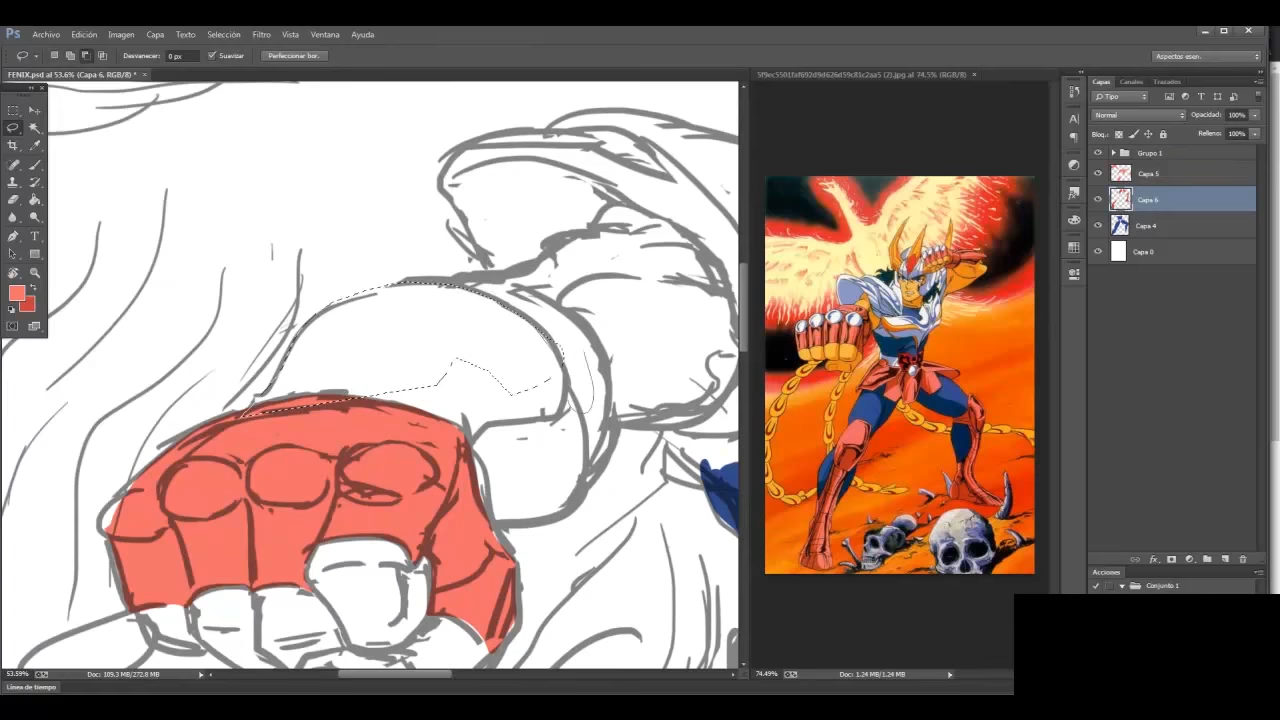 Ps Archivo Edición Imagen Capa Texto Selección Filtro Vista Ventana Ayuda
Desvanecer: 0 px Suavizar Perfeccionar bor. Aspectos esen.
FENIX.psd al 53.6% (Capa 6, RGB/8) *
(2).jpg al 74.5% (RGB/8)
Capas Canales Trazados
Tipo
Normal Opacidad: 100%
Bloq.: Relleno: 100%
Grupo 1
Capa 5
Capa 6
Capa 4
Capa 0
Acciones
Conjunto 1
53.59% Doc: 109.3 MB/272.8 MB
74.49% Doc: 1.24 MB/1.24 MB
Línea de tiempo